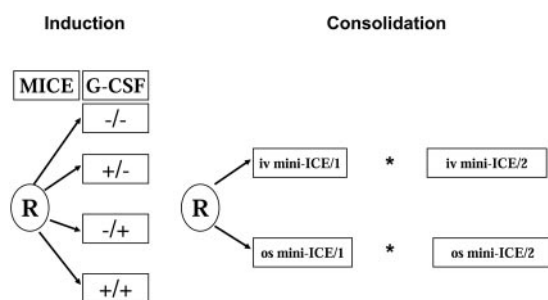 Induction
Consolidation
MICE G-CSF
-/-
+/-
R
-/+
+/+
R
iv mini-ICE/1 * iv mini-ICE/2
os mini-ICE/1 * os mini-ICE/2